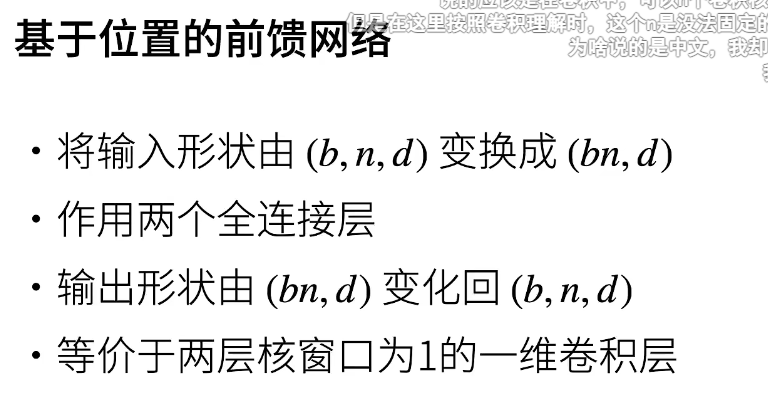 基于位置的前馈网络
但是在这里按照卷积理解时，这个n是没法固定的
为啥说的是中文，我却
• 将输入形状由 (b, n, d) 变换成 (bn, d)
• 作用两个全连接层
• 输出形状由 (bn, d) 变化回 (b, n, d)
• 等价于两层核窗口为1的一维卷积层